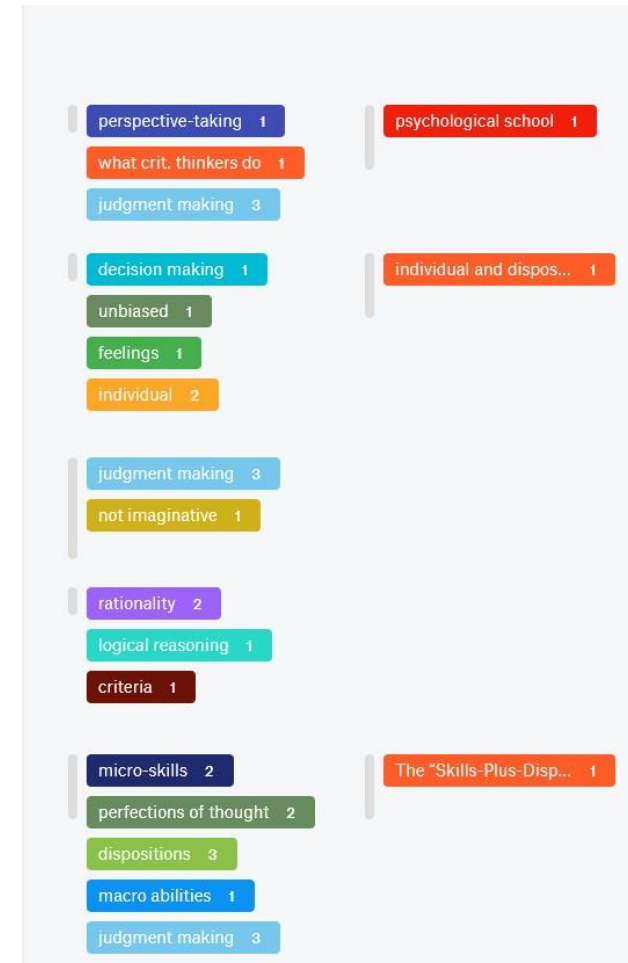 perspective-taking 1
psychological school 1
what crit. thinkers do 1
judgment making 3
decision making 1
individual and dispos... 1
unbiased 1
feelings 1
individual 2
judgment making 3
not imaginative 1
rationality 2
logical reasoning 1
criteria 1
micro-skills 2
The “Skills-Plus-Disp... 1
perfections of thought 2
dispositions 3
macro abilities 1
judgment making 3